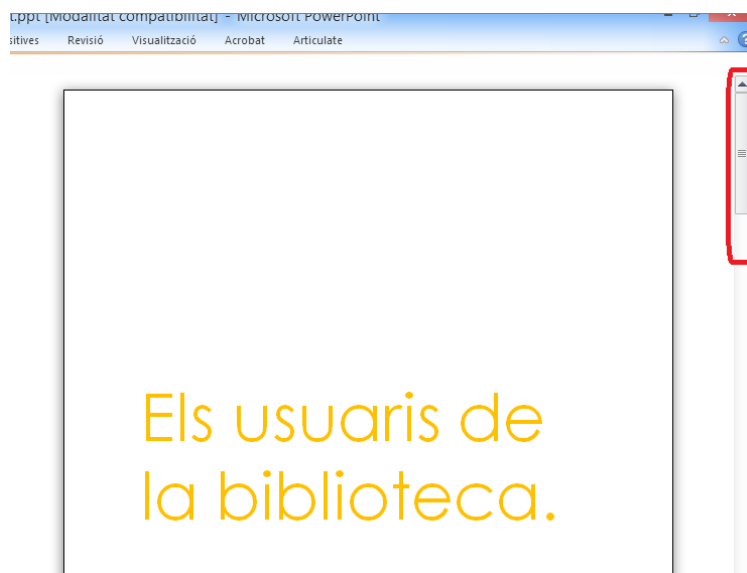 t.ppt [Modalitat compatibilitat] - Microsoft PowerPoint
sitives Revisió Visualització Acrobat Articulate
Els usuaris de
la biblioteca.